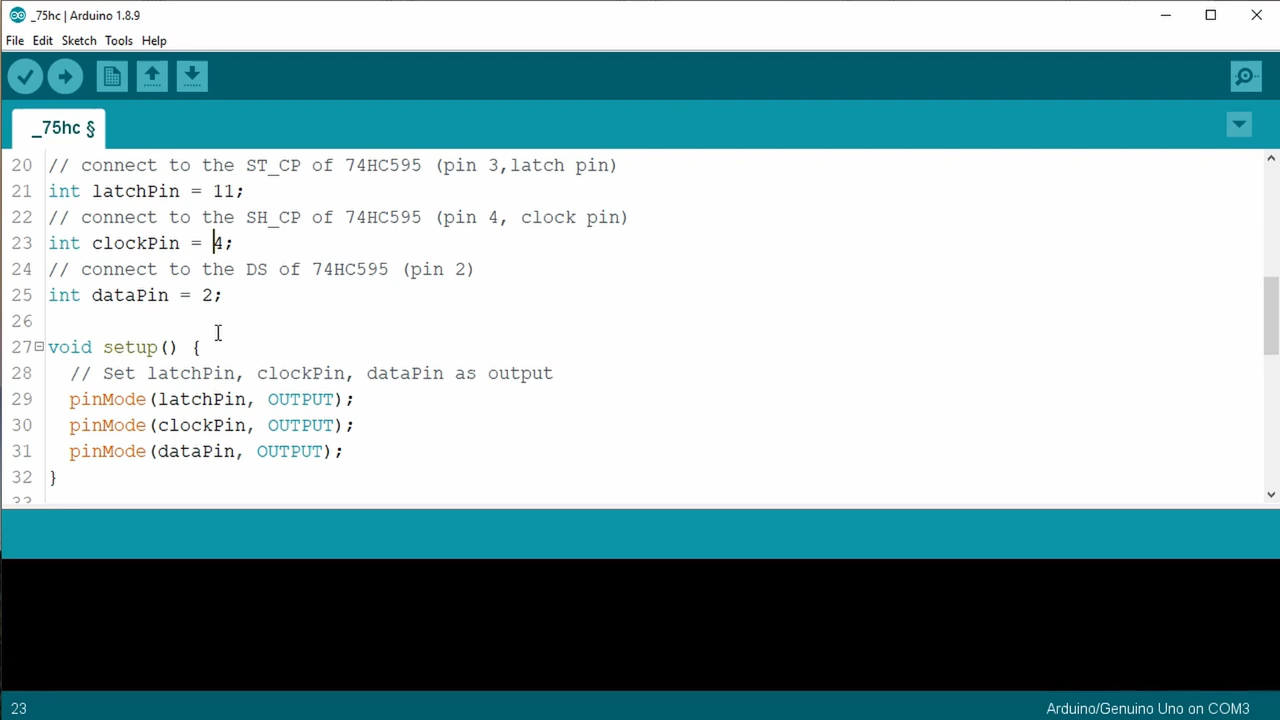 _75hc | Arduino 1.8.9
File Edit Sketch Tools Help
_75hc §
20 // connect to the ST_CP of 74HC595 (pin 3,latch pin)
21 int latchPin = 11;
22 // connect to the SH_CP of 74HC595 (pin 4, clock pin)
23 int clockPin = 4;
24 // connect to the DS of 74HC595 (pin 2)
25 int dataPin = 2;
26
27 void setup() {
28 // Set latchPin, clockPin, dataPin as output
29 pinMode(latchPin, OUTPUT);
30 pinMode(clockPin, OUTPUT);
31 pinMode(dataPin, OUTPUT);
32 }
33
23 Arduino/Genuino Uno on COM3